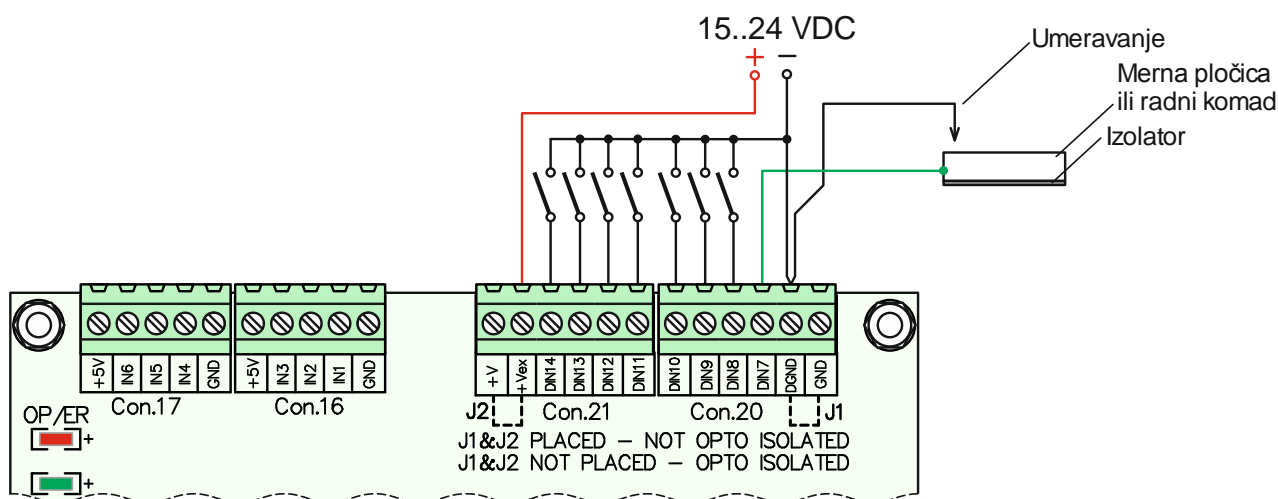 15..24 VDC
+ −
Umeravanje
Merna pločica
ili radni komad
Izolator
+5V IN6 IN5 IN4 GND
+5V IN3 IN2 IN1 GND
+V +Vex DIN14 DIN13 DIN12 DIN11
DIN10 DIN9 DIN8 DIN7 DGND GND
Con.17
Con.16
J2
Con.21
Con.20
J1
OP/ER
+
J1&J2 PLACED – NOT OPTO ISOLATED
J1&J2 NOT PLACED – OPTO ISOLATED
+